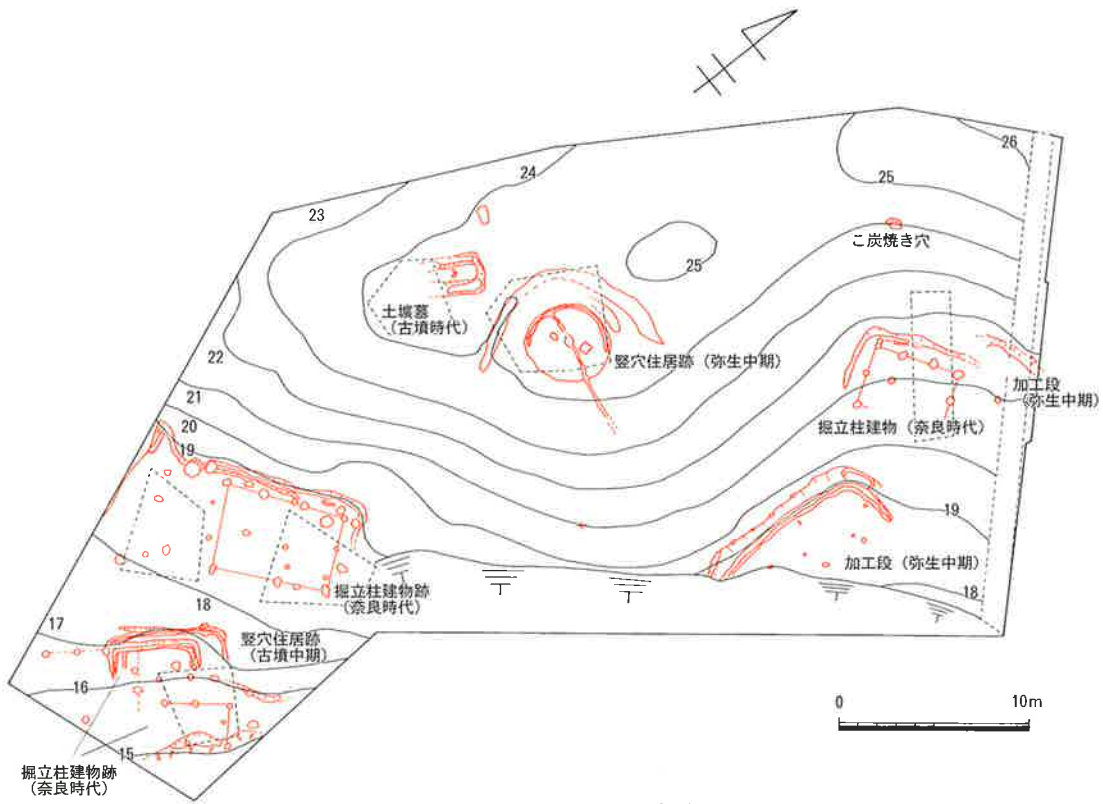 26
24
25
23
こ炭焼き穴
25
土壙墓
（古墳時代）
22
竪穴住居跡（弥生中期）
加工段
（弥生中期）
21
掘立柱建物（奈良時代）
20
19
19
加工段（弥生中期）
掘立柱建物跡
（奈良時代）
18
18
17
竪穴住居跡
（古墳中期）
16
0 10m
15
掘立柱建物跡
（奈良時代）